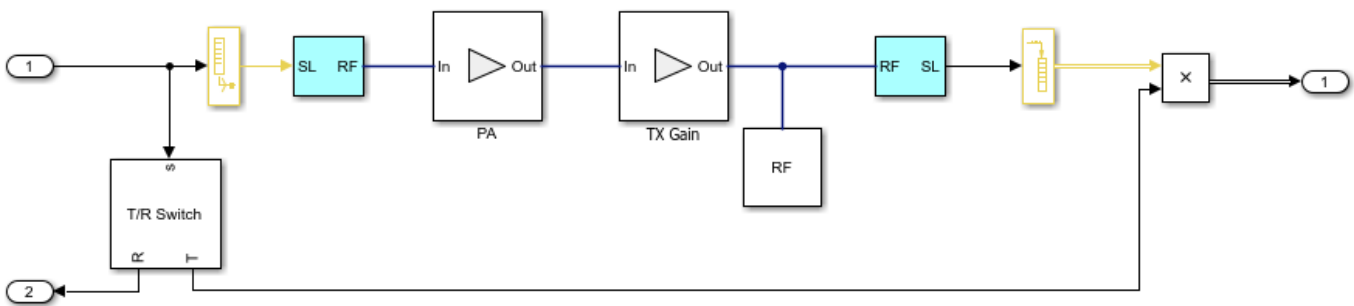 1
SL RF
In Out
PA
In Out
TX Gain
RF
RF SL
×
1
s
T/R Switch
R T
2